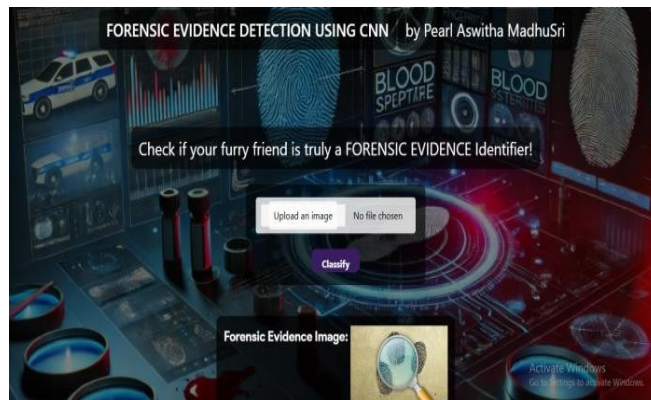 FORENSIC EVIDENCE DETECTION USING CNN by Pearl Aswitha MadhuSri
BLOOD
SPEPTARE
BLOOD
Check if your furry friend is truly a FORENSIC EVIDENCE Identifier!
Upload an image No file chosen
Classify
Forensic Evidence Image:
Activate Windows
Go to Settings to activate Windows.